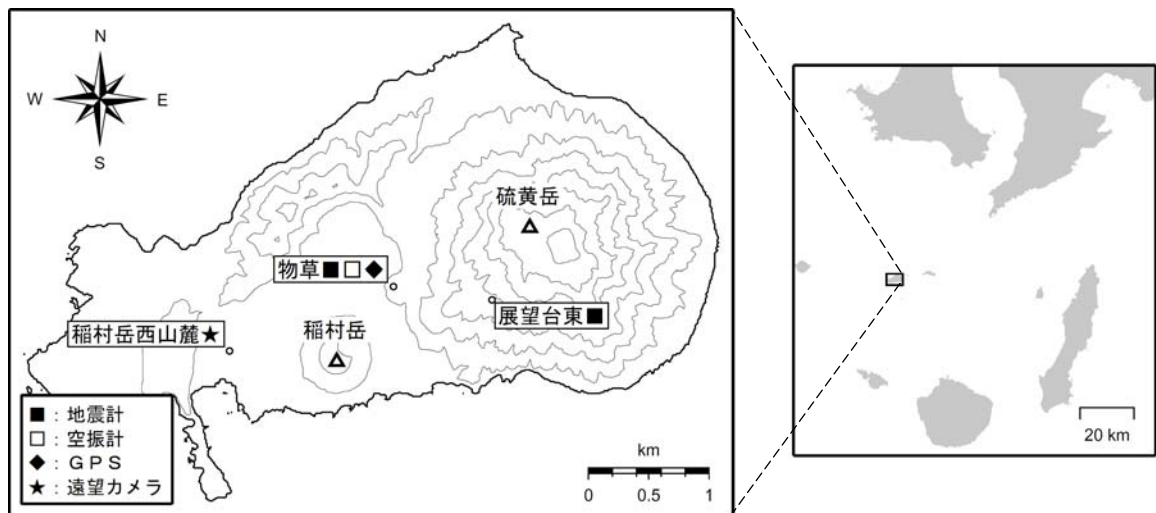 N
W
E
S
硫黄岳
物草■□◆
展望台東■
稲村岳西山麓★
稲村岳
■：地震計
□：空振計
◆：ＧＰＳ
★：遠望カメラ
km
0 0.5 1
20 km